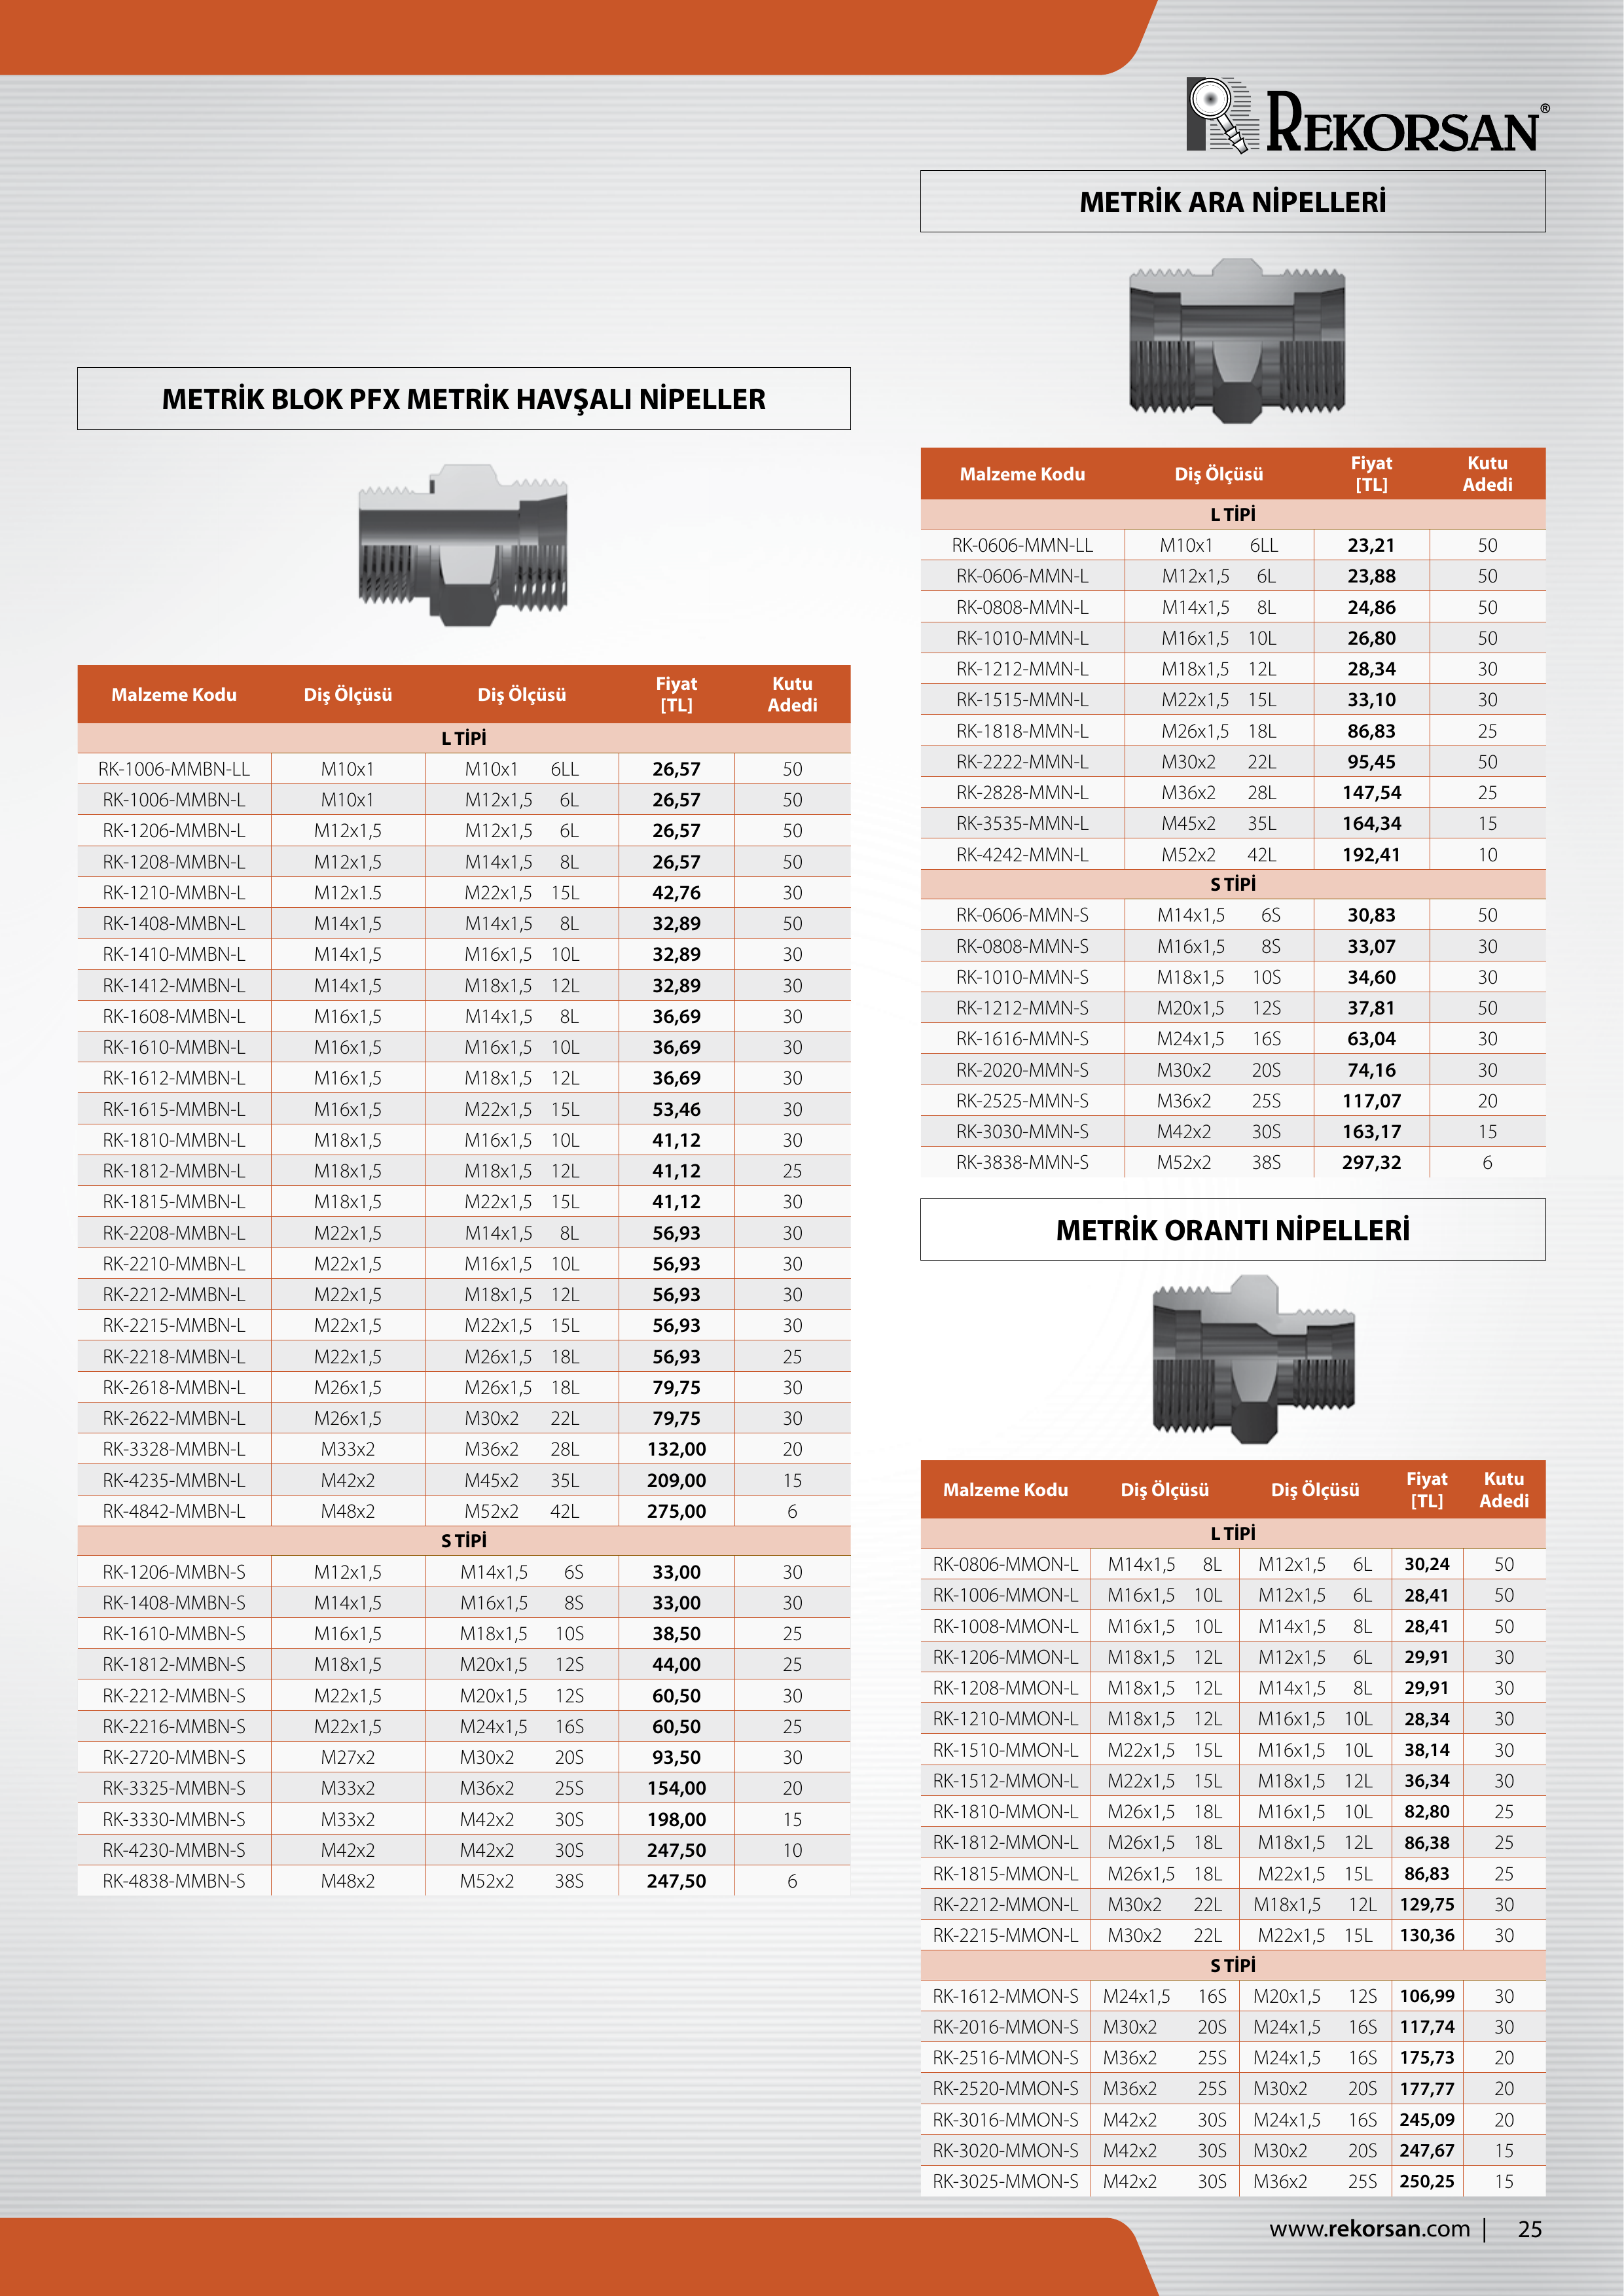 REKORSAN®
METRİK BLOK PFX METRİK HAVŞALI NİPELLER
Malzeme Kodu Diş Ölçüsü Diş Ölçüsü Fiyat [TL] Kutu Adedi
L TİPİ
RK-1006-MMBN-LL M10x1 M10x1 6LL 26,57 50
RK-1006-MMBN-L M10x1 M12x1,5 6L 26,57 50
RK-1206-MMBN-L M12x1,5 M12x1,5 6L 26,57 50
RK-1208-MMBN-L M12x1,5 M14x1,5 8L 26,57 50
RK-1210-MMBN-L M12x1.5 M22x1,5 15L 42,76 30
RK-1408-MMBN-L M14x1,5 M14x1,5 8L 32,89 50
RK-1410-MMBN-L M14x1,5 M16x1,5 10L 32,89 30
RK-1412-MMBN-L M14x1,5 M18x1,5 12L 32,89 30
RK-1608-MMBN-L M16x1,5 M14x1,5 8L 36,69 30
RK-1610-MMBN-L M16x1,5 M16x1,5 10L 36,69 30
RK-1612-MMBN-L M16x1,5 M18x1,5 12L 36,69 30
RK-1615-MMBN-L M16x1,5 M22x1,5 15L 53,46 30
RK-1810-MMBN-L M18x1,5 M16x1,5 10L 41,12 30
RK-1812-MMBN-L M18x1,5 M18x1,5 12L 41,12 25
RK-1815-MMBN-L M18x1,5 M22x1,5 15L 41,12 30
RK-2208-MMBN-L M22x1,5 M14x1,5 8L 56,93 30
RK-2210-MMBN-L M22x1,5 M16x1,5 10L 56,93 30
RK-2212-MMBN-L M22x1,5 M18x1,5 12L 56,93 30
RK-2215-MMBN-L M22x1,5 M22x1,5 15L 56,93 30
RK-2218-MMBN-L M22x1,5 M26x1,5 18L 56,93 25
RK-2618-MMBN-L M26x1,5 M26x1,5 18L 79,75 30
RK-2622-MMBN-L M26x1,5 M30x2 22L 79,75 30
RK-3328-MMBN-L M33x2 M36x2 28L 132,00 20
RK-4235-MMBN-L M42x2 M45x2 35L 209,00 15
RK-4842-MMBN-L M48x2 M52x2 42L 275,00 6
S TİPİ
RK-1206-MMBN-S M12x1,5 M14x1,5 6S 33,00 30
RK-1408-MMBN-S M14x1,5 M16x1,5 8S 33,00 30
RK-1610-MMBN-S M16x1,5 M18x1,5 10S 38,50 25
RK-1812-MMBN-S M18x1,5 M20x1,5 12S 44,00 25
RK-2212-MMBN-S M22x1,5 M20x1,5 12S 60,50 30
RK-2216-MMBN-S M22x1,5 M24x1,5 16S 60,50 25
RK-2720-MMBN-S M27x2 M30x2 20S 93,50 30
RK-3325-MMBN-S M33x2 M36x2 25S 154,00 20
RK-3330-MMBN-S M33x2 M42x2 30S 198,00 15
RK-4230-MMBN-S M42x2 M42x2 30S 247,50 10
RK-4838-MMBN-S M48x2 M52x2 38S 247,50 6
METRİK ARA NİPELLERİ
Malzeme Kodu Diş Ölçüsü Fiyat [TL] Kutu Adedi
L TİPİ
RK-0606-MMN-LL M10x1 6LL 23,21 50
RK-0606-MMN-L M12x1,5 6L 23,88 50
RK-0808-MMN-L M14x1,5 8L 24,86 50
RK-1010-MMN-L M16x1,5 10L 26,80 50
RK-1212-MMN-L M18x1,5 12L 28,34 30
RK-1515-MMN-L M22x1,5 15L 33,10 30
RK-1818-MMN-L M26x1,5 18L 86,83 25
RK-2222-MMN-L M30x2 22L 95,45 50
RK-2828-MMN-L M36x2 28L 147,54 25
RK-3535-MMN-L M45x2 35L 164,34 15
RK-4242-MMN-L M52x2 42L 192,41 10
S TİPİ
RK-0606-MMN-S M14x1,5 6S 30,83 50
RK-0808-MMN-S M16x1,5 8S 33,07 30
RK-1010-MMN-S M18x1,5 10S 34,60 30
RK-1212-MMN-S M20x1,5 12S 37,81 50
RK-1616-MMN-S M24x1,5 16S 63,04 30
RK-2020-MMN-S M30x2 20S 74,16 30
RK-2525-MMN-S M36x2 25S 117,07 20
RK-3030-MMN-S M42x2 30S 163,17 15
RK-3838-MMN-S M52x2 38S 297,32 6
METRİK ORANTI NİPELLERİ
Malzeme Kodu Diş Ölçüsü Diş Ölçüsü Fiyat [TL] Kutu Adedi
L TİPİ
RK-0806-MMON-L M14x1,5 8L M12x1,5 6L 30,24 50
RK-1006-MMON-L M16x1,5 10L M12x1,5 6L 28,41 50
RK-1008-MMON-L M16x1,5 10L M14x1,5 8L 28,41 50
RK-1206-MMON-L M18x1,5 12L M12x1,5 6L 29,91 30
RK-1208-MMON-L M18x1,5 12L M14x1,5 8L 29,91 30
RK-1210-MMON-L M18x1,5 12L M16x1,5 10L 28,34 30
RK-1510-MMON-L M22x1,5 15L M16x1,5 10L 38,14 30
RK-1512-MMON-L M22x1,5 15L M18x1,5 12L 36,34 30
RK-1810-MMON-L M26x1,5 18L M16x1,5 10L 82,80 25
RK-1812-MMON-L M26x1,5 18L M18x1,5 12L 86,38 25
RK-1815-MMON-L M26x1,5 18L M22x1,5 15L 86,83 25
RK-2212-MMON-L M30x2 22L M18x1,5 12L 129,75 30
RK-2215-MMON-L M30x2 22L M22x1,5 15L 130,36 30
S TİPİ
RK-1612-MMON-S M24x1,5 16S M20x1,5 12S 106,99 30
RK-2016-MMON-S M30x2 20S M24x1,5 16S 117,74 30
RK-2516-MMON-S M36x2 25S M24x1,5 16S 175,73 20
RK-2520-MMON-S M36x2 25S M30x2 20S 177,77 20
RK-3016-MMON-S M42x2 30S M24x1,5 16S 245,09 20
RK-3020-MMON-S M42x2 30S M30x2 20S 247,67 15
RK-3025-MMON-S M42x2 30S M36x2 25S 250,25 15
www.rekorsan.com | 25